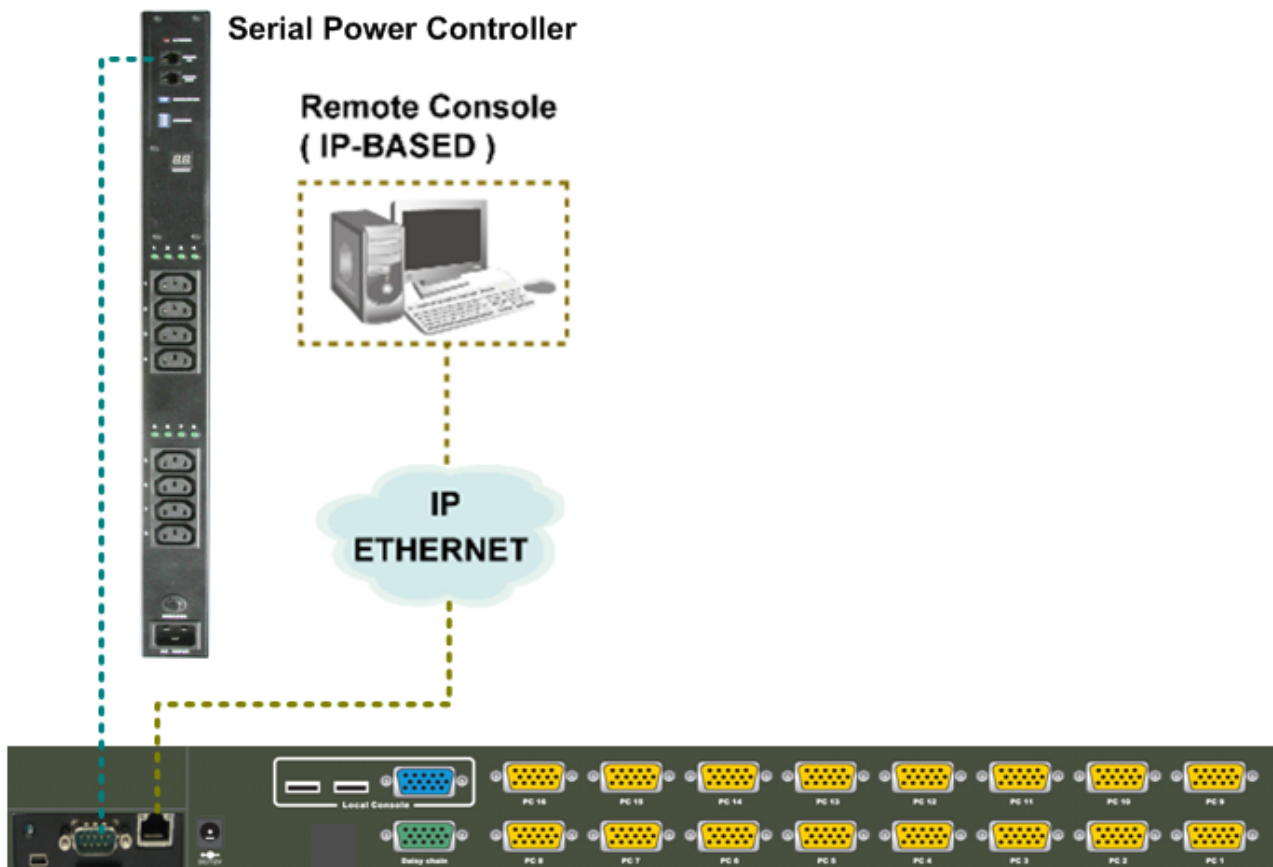 Serial Power Controller
Remote Console
( IP-BASED )
IP
ETHERNET
Local Console
PC 16
PC 15
PC 14
PC 13
PC 12
PC 11
PC 10
PC 9
Daisy chain
PC 8
PC 7
PC 6
PC 5
PC 4
PC 3
PC 2
PC 1